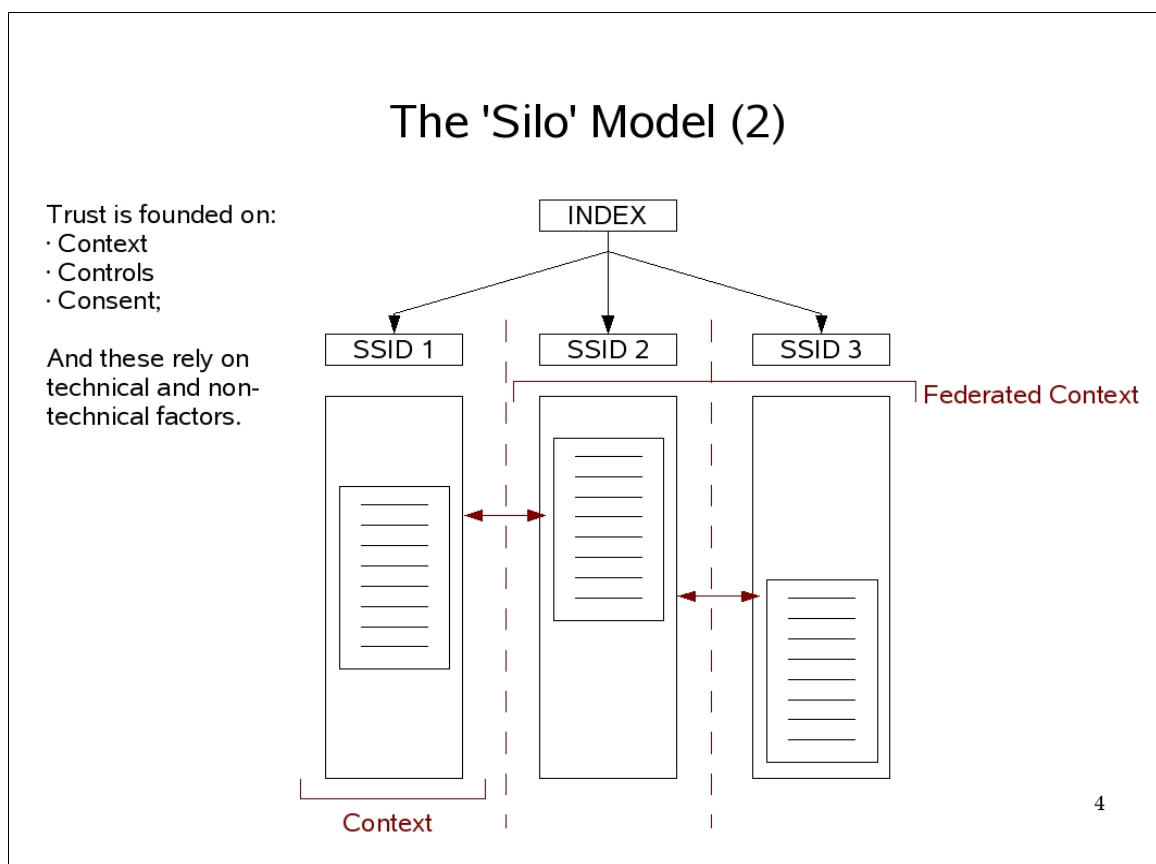 The 'Silo' Model (2)
Trust is founded on:
· Context
· Controls
· Consent;
And these rely on
technical and non-
technical factors.
INDEX
SSID 1
SSID 2
SSID 3
Federated Context
Context
4